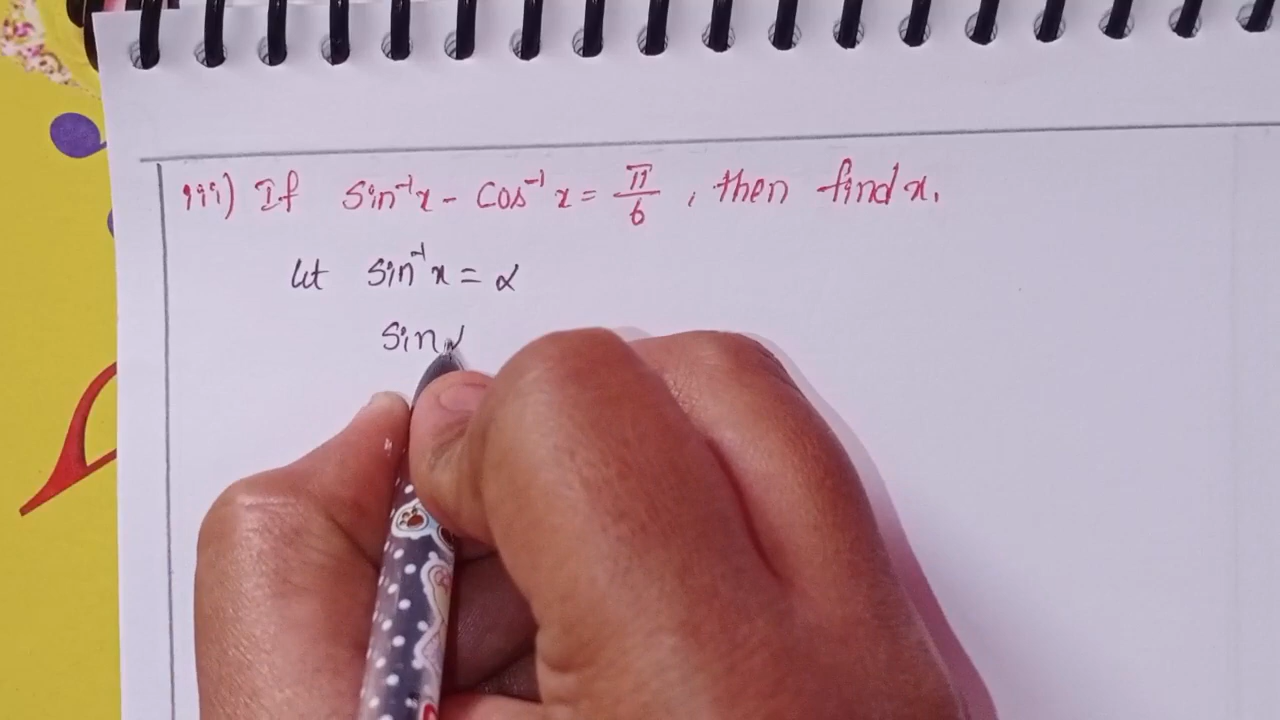 iii) If Sin⁻¹x - Cos⁻¹x = π/6, then find x.
let Sin⁻¹x = α
Sin α